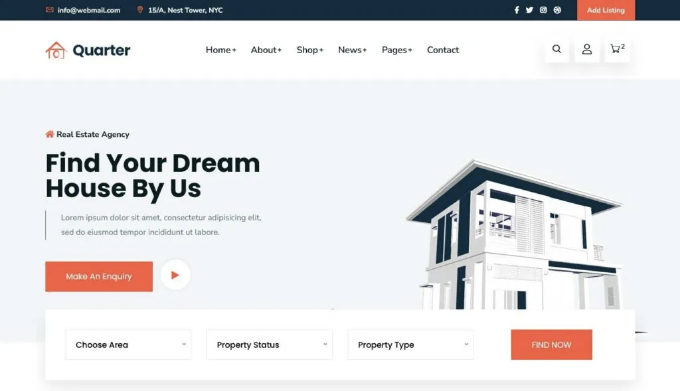 info@webmail.com 15/A, Nest Tower, NYC Add Listing
Quarter Home+ About+ Shop+ News+ Pages+ Contact 2
Real Estate Agency
Find Your Dream
House By Us
Lorem ipsum dolor sit amet, consectetur adipisicing elit,
sed do eiusmod tempor incididunt ut labore.
Make An Enquiry
Choose Area Property Status Property Type FIND NOW